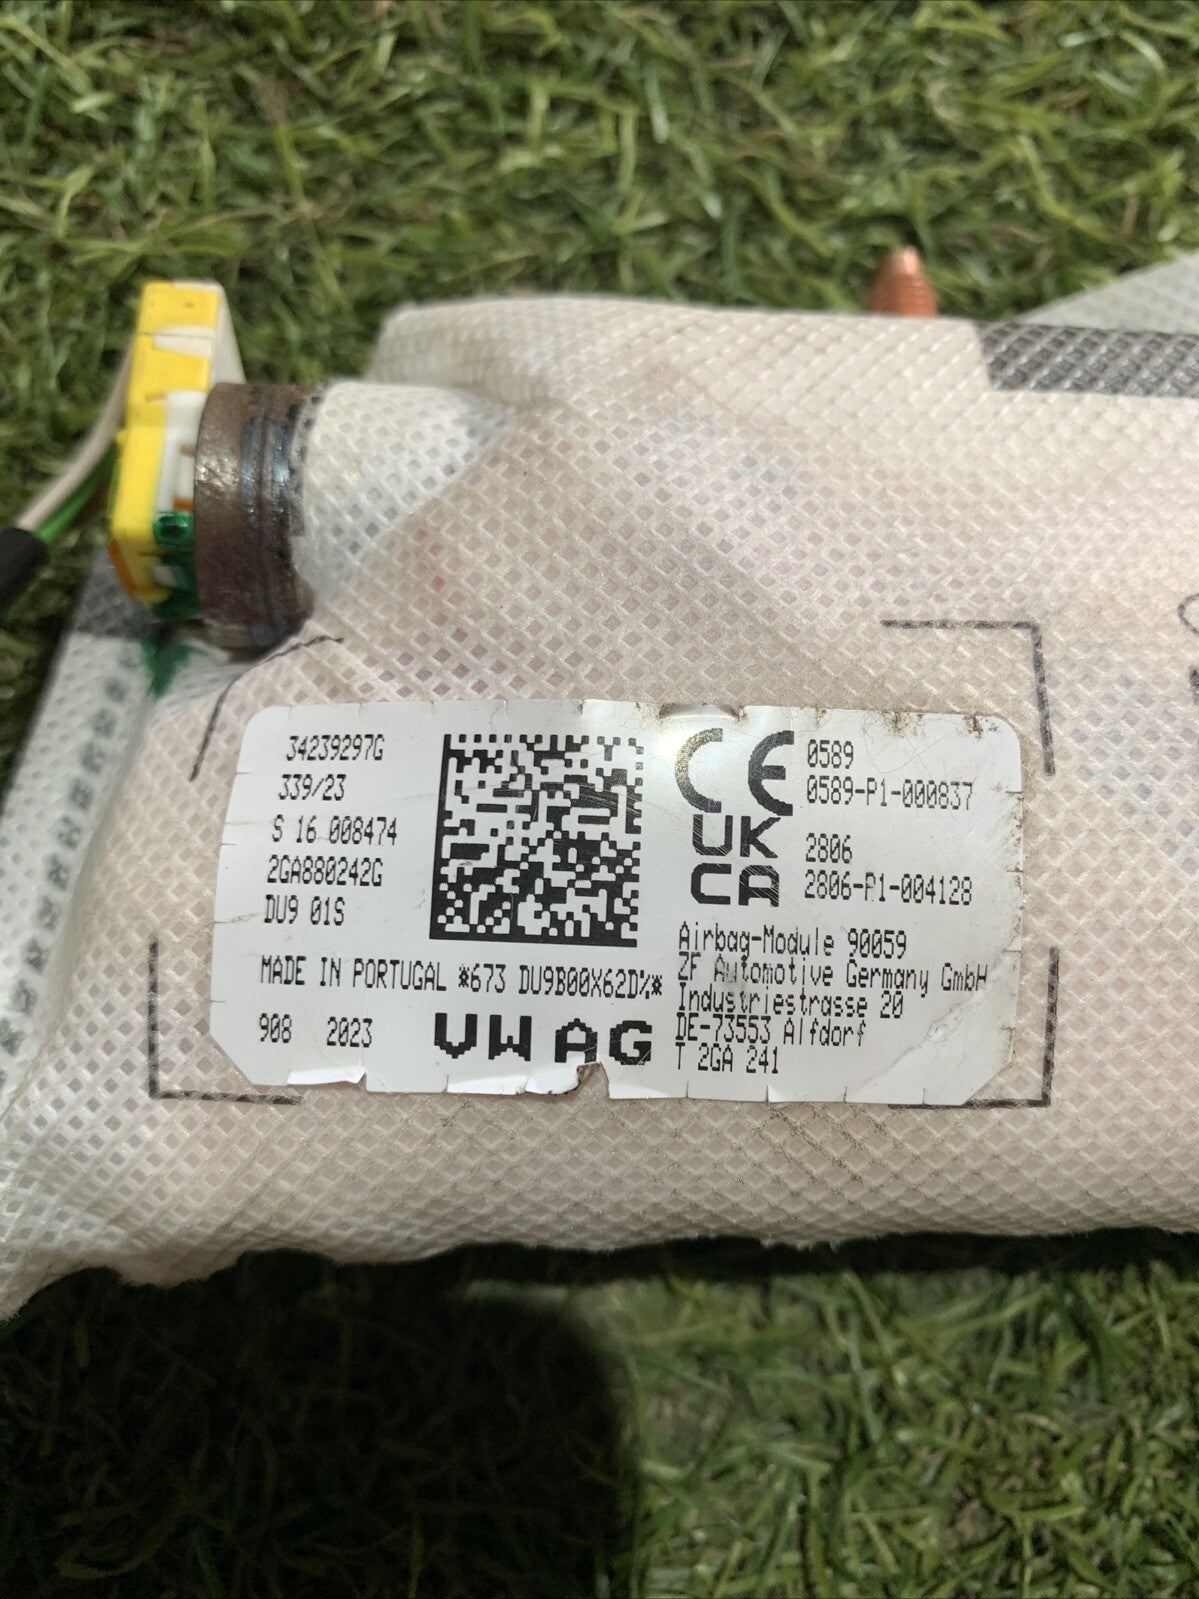 34239297G
339/23
S 16 008474
2GA880242G
DU9 01S
MADE IN PORTUGAL *673 DU9B00X62D%*
908 2023 VW AG
CE 0589
0589-P1-000837
UK
CA
2806
2806-P1-004128
Airbag-Module 90059
ZF Automotive Germany GmbH
Industriestrasse 20
DE-73553 Alfdorf
T 2GA 241